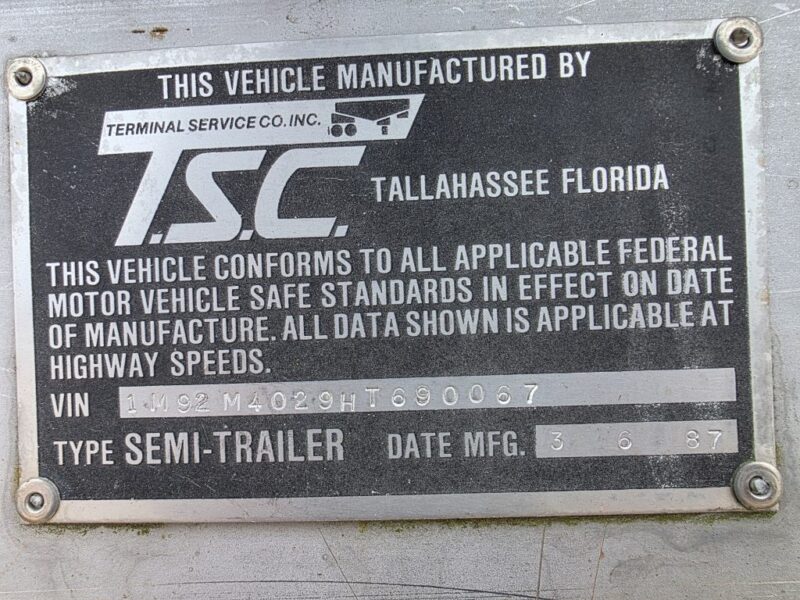 THIS VEHICLE MANUFACTURED BY
TERMINAL SERVICE CO. INC.
T.S.C.
TALLAHASSEE FLORIDA
THIS VEHICLE CONFORMS TO ALL APPLICABLE FEDERAL
MOTOR VEHICLE SAFE STANDARDS IN EFFECT ON DATE
OF MANUFACTURE. ALL DATA SHOWN IS APPLICABLE AT
HIGHWAY SPEEDS.
VIN 1M92M4029HT690067
TYPE SEMI-TRAILER DATE MFG. 3 6 87